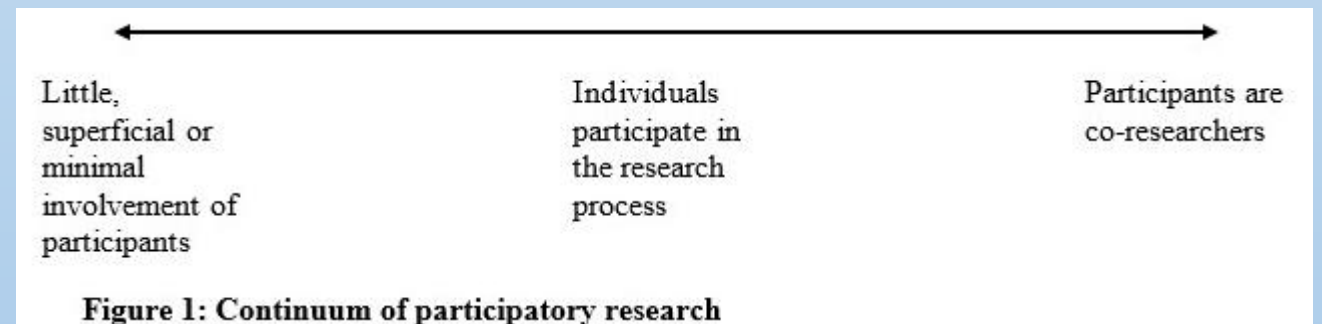 Little,
superficial or
minimal
involvement of
participants
Individuals
participate in
the research
process
Participants are
co-researchers
Figure 1: Continuum of participatory research